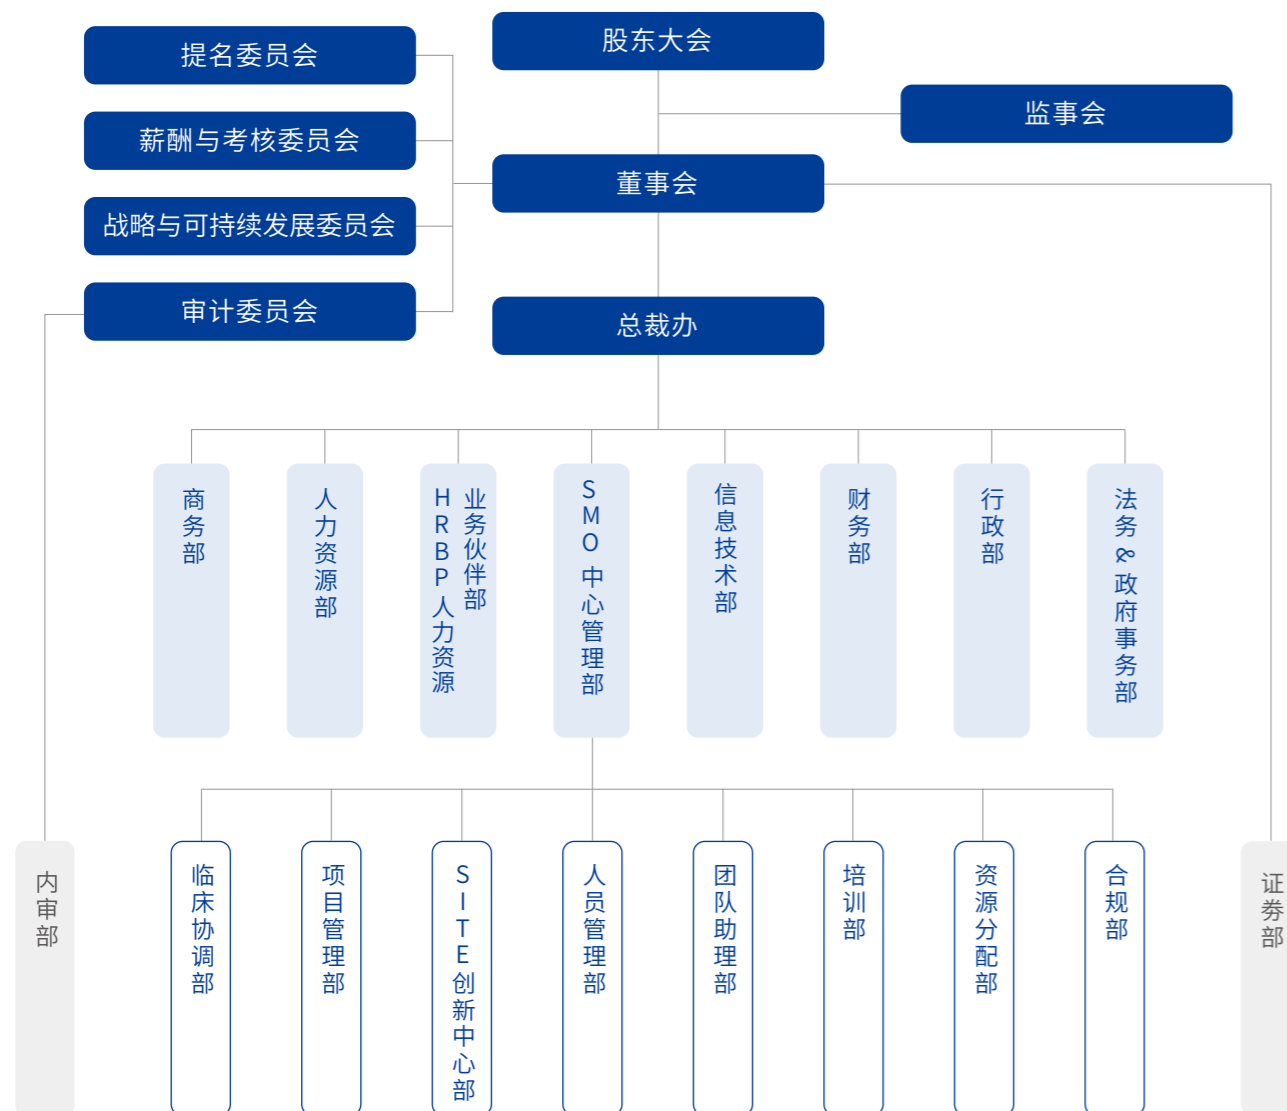 股东大会
提名委员会
监事会
薪酬与考核委员会
董事会
战略与可持续发展委员会
审计委员会
总裁办
商务部
人力资源部
HRBP人力资源
业务伙伴部
SMO中心管理部
信息技术部
财务部
行政部
法务&政府事务部
内审部
临床协调部
项目管理部
SITE创新中心部
人员管理部
团队助理部
培训部
资源分配部
合规部
证券部